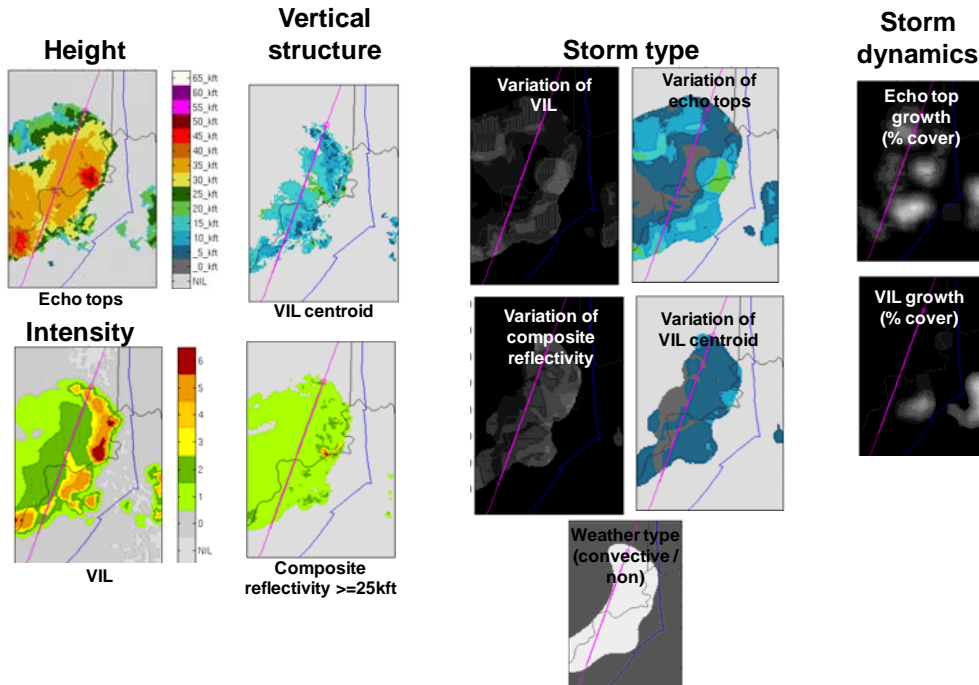 Height
Vertical
structure
Storm type
Storm
dynamics
65_kft
60_kft
55_kft
50_kft
45_kft
40_kft
35_kft
30_kft
25_kft
20_kft
15_kft
10_kft
_5_kft
_0_kft
NIL
Echo tops
VIL centroid
Variation of
VIL
Variation of
echo tops
Echo top
growth
(% cover)
Intensity
6
5
4
3
2
1
0
NIL
VIL
Composite
reflectivity >=25kft
Variation of
composite
reflectivity
Variation of
VIL centroid
VIL growth
(% cover)
Weather type
(convective /
non)